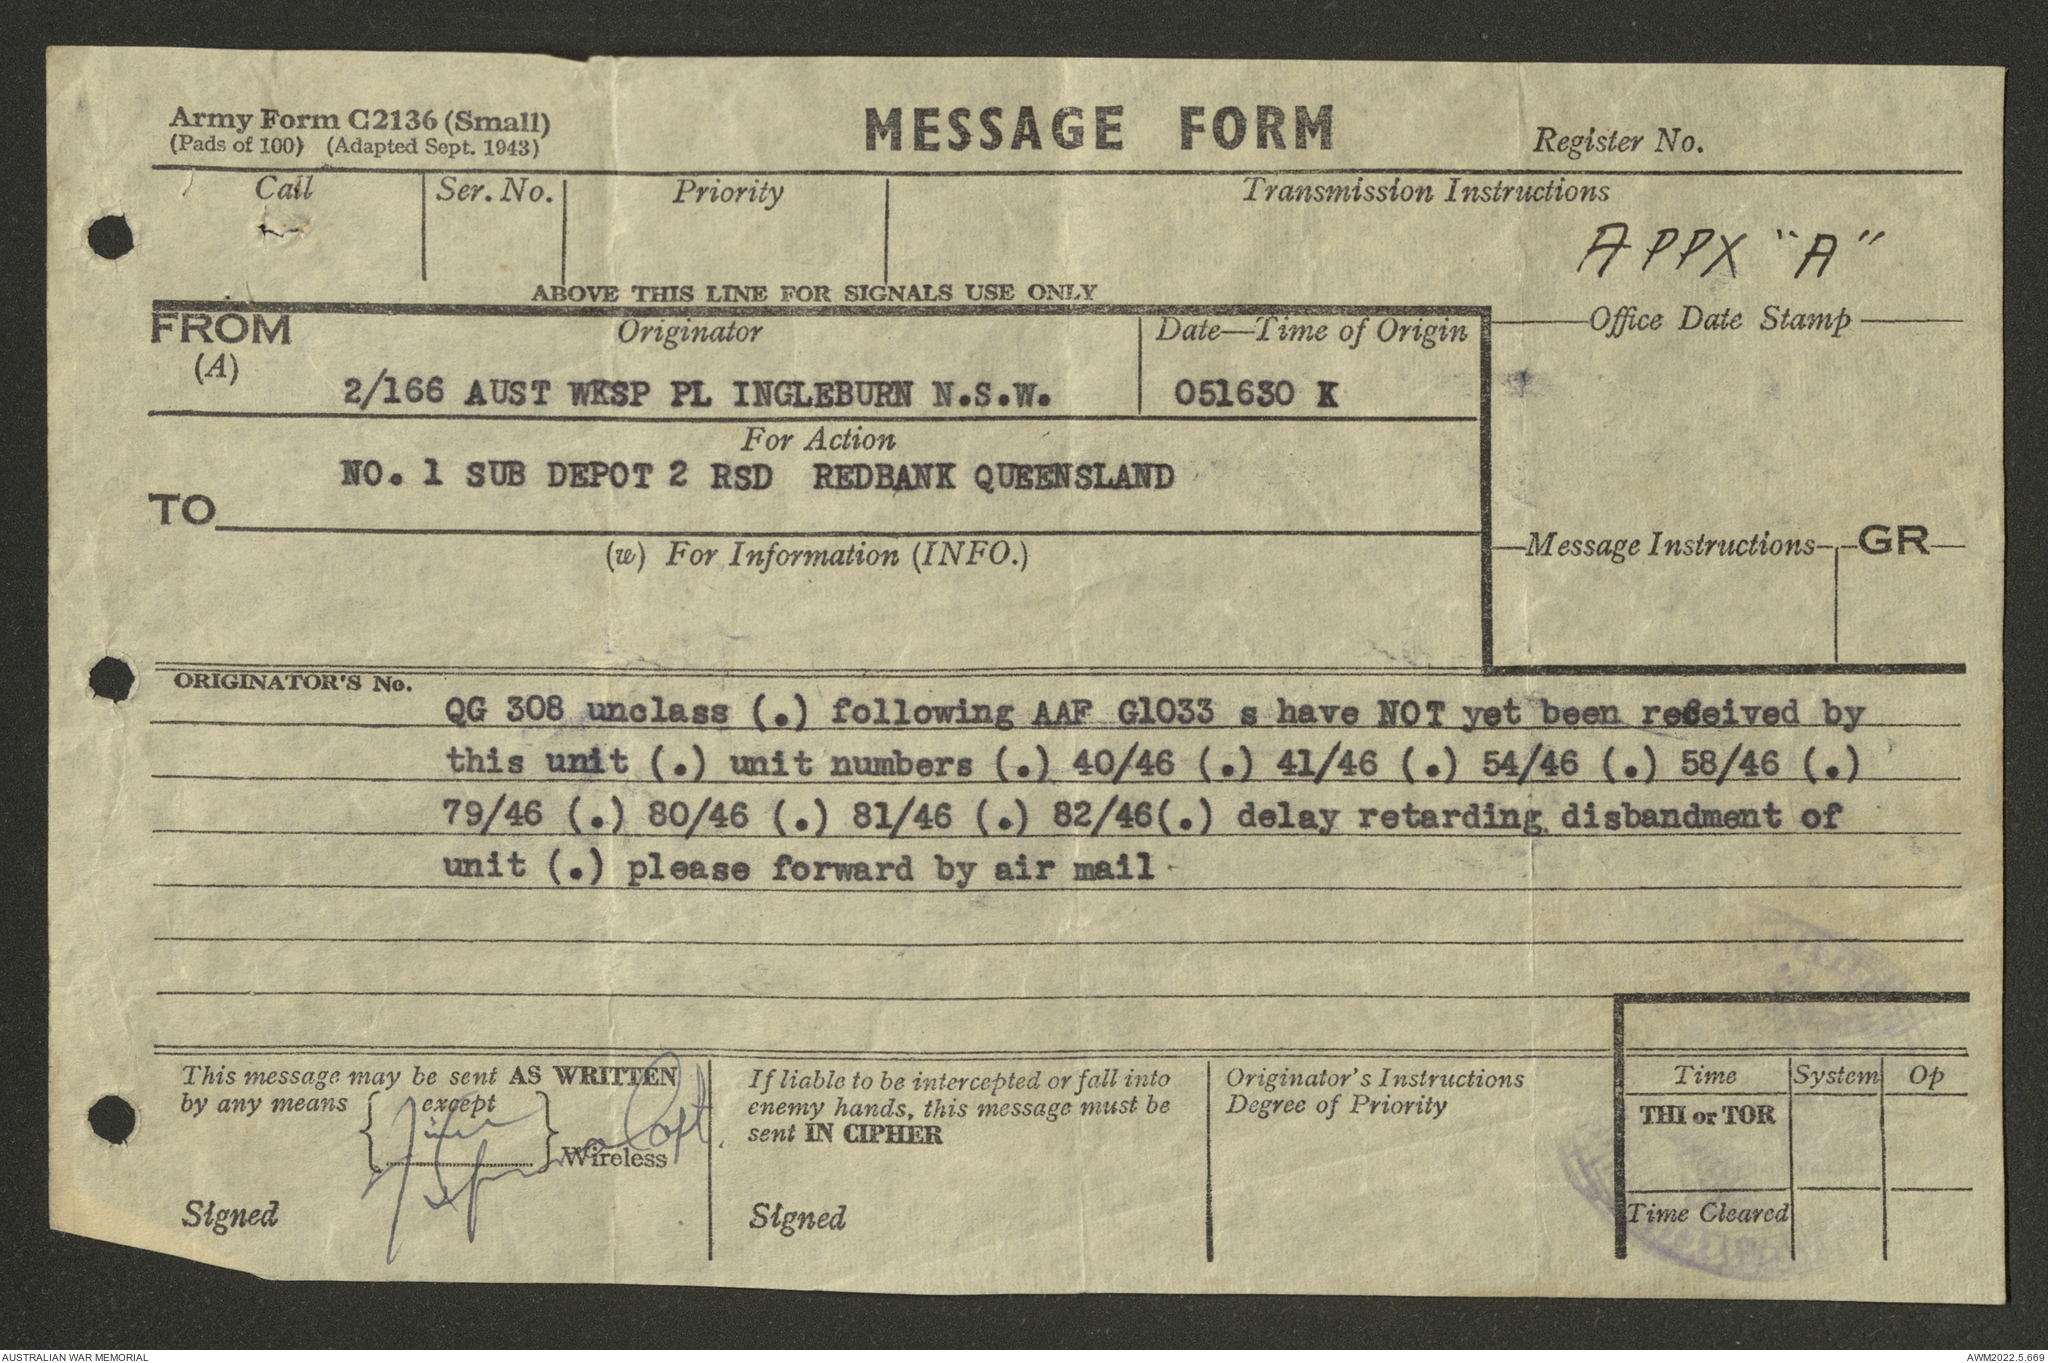 Army Form C2136 (Small)
(Pads of 100) (Adapted Sept. 1943)
MESSAGE FORM
Register No.
Call
Ser. No.
Priority
Transmission Instructions
APPX "A"
ABOVE THIS LINE FOR SIGNALS USE ONLY
FROM
(A)
Originator
Date—Time of Origin
Office Date Stamp
2/166 AUST WKSP PL INGLEBURN N.S.W.
051630 K
For Action
NO. 1 SUB DEPOT 2 RSD REDBANK QUEENSLAND
TO
(w) For Information (INFO.)
Message Instructions
GR
ORIGINATOR'S No.
QG 308 unclass (.) following AAF G1033 s have NOT yet been received by
this unit (.) unit numbers (.) 40/46 (.) 41/46 (.) 54/46 (.) 58/46 (.)
79/46 (.) 80/46 (.) 81/46 (.) 82/46(.) delay retarding disbandment of
unit (.) please forward by air mail
This message may be sent AS WRITTEN
by any means { except
} Wireless
Capt.
Signed
If liable to be intercepted or fall into
enemy hands, this message must be
sent IN CIPHER
Signed
Originator's Instructions
Degree of Priority
Time
System
Op
THI or TOR
Time Cleared
AUSTRALIAN WAR MEMORIAL
AWM2022.5.669